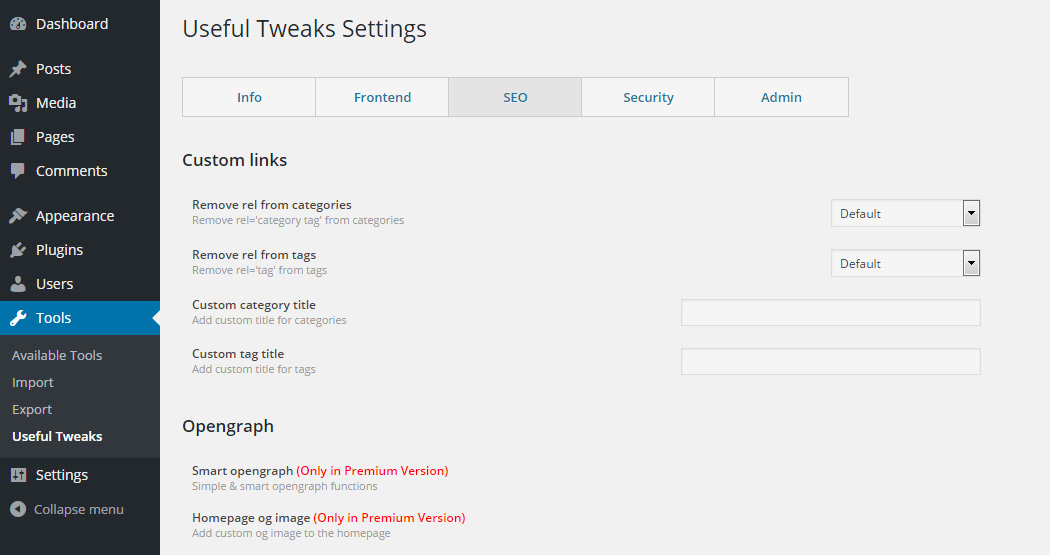 Dashboard
Posts
Media
Pages
Comments
Appearance
Plugins
Users
Tools
Available Tools
Import
Export
Useful Tweaks
Settings
Collapse menu
Useful Tweaks Settings
Info Frontend SEO Security Admin
Custom links
Remove rel from categories
Remove rel='category tag' from categories
Default
Remove rel from tags
Remove rel='tag' from tags
Default
Custom category title
Add custom title for categories
Custom tag title
Add custom title for tags
Opengraph
Smart opengraph (Only in Premium Version)
Simple & smart opengraph functions
Homepage og image (Only in Premium Version)
Add custom og image to the homepage